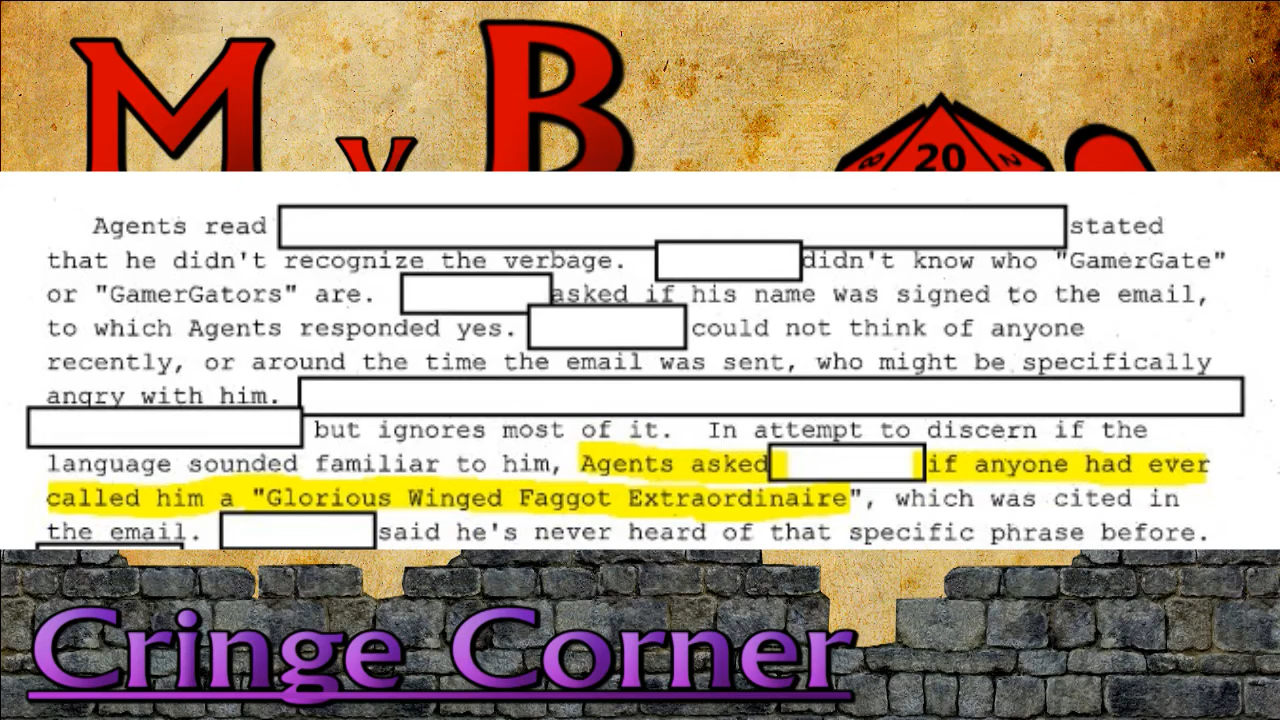 M v B
8 20 2
Agents read stated
that he didn't recognize the verbage. didn't know who "GamerGate"
or "GamerGators" are. asked if his name was signed to the email,
to which Agents responded yes. could not think of anyone
recently, or around the time the email was sent, who might be specifically
angry with him.
but ignores most of it. In attempt to discern if the
language sounded familiar to him, Agents asked if anyone had ever
called him a "Glorious Winged Faggot Extraordinaire", which was cited in
the email. said he's never heard of that specific phrase before.
Cringe Corner